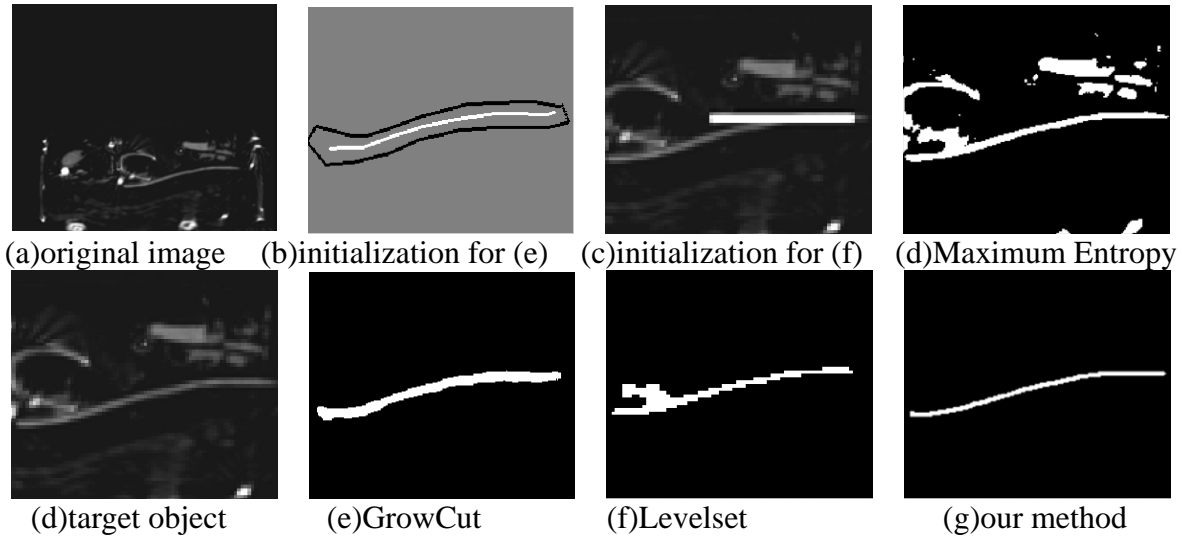 (a)original image (b)initialization for (e) (c)initialization for (f) (d)Maximum Entropy
(d)target object (e)GrowCut (f)Levelset (g)our method